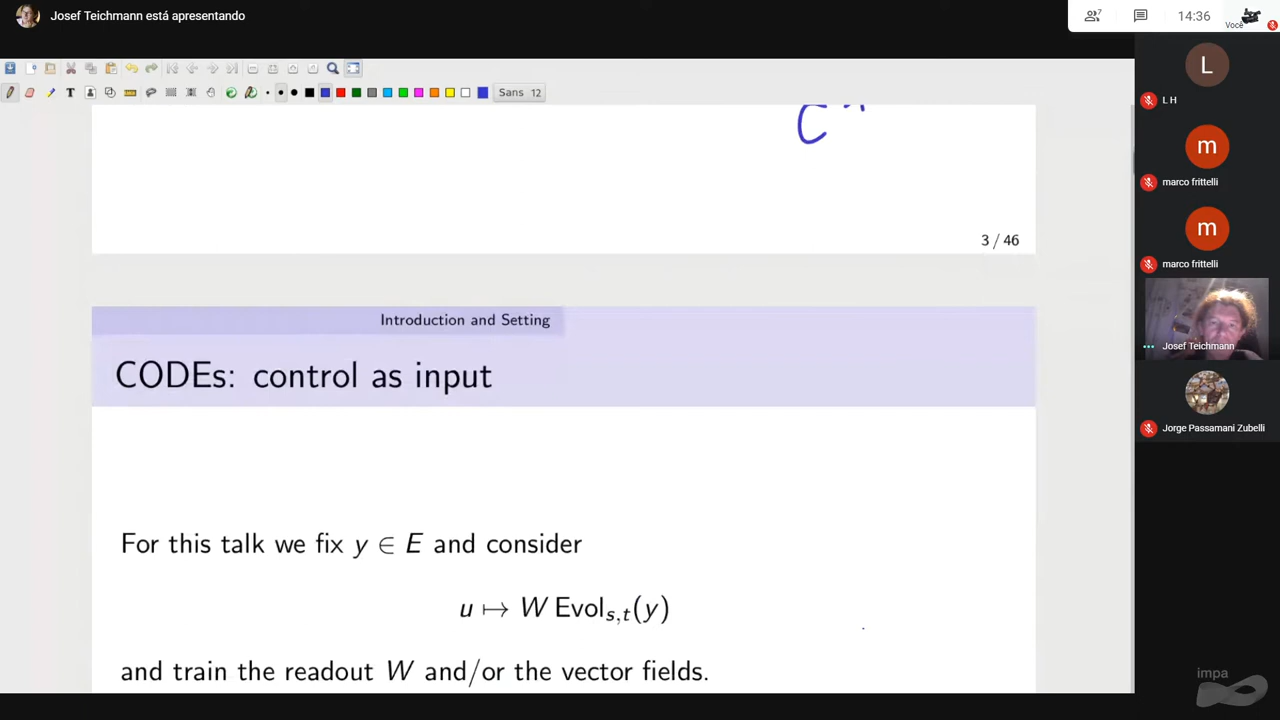 Josef Teichmann está apresentando
7
14:36
Você
L
L H
T
Sans 12
C
m
marco frittelli
3 / 46
m
marco frittelli
Introduction and Setting
Josef Teichmann
CODEs: control as input
Jorge Passamani Zubelli
For this talk we fix y ∈ E and consider
u ↦ W Evol_{s,t}(y)
and train the readout W and/or the vector fields.
impa